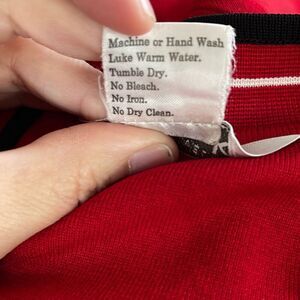 Machine or Hand Wash
Luke Warm Water.
Tumble Dry.
No Bleach.
No Iron.
No Dry Clean.